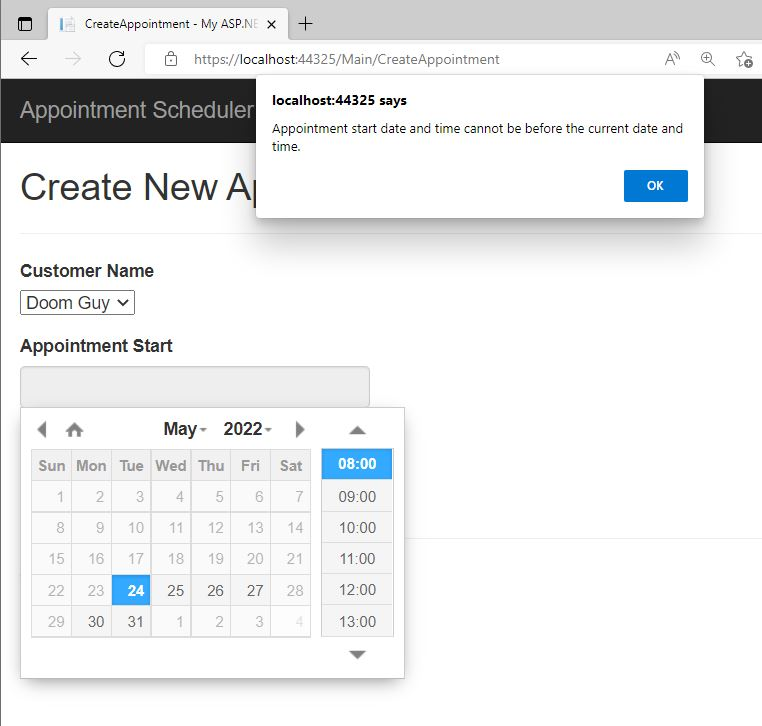 CreateAppointment - My ASP.NE
https://localhost:44325/Main/CreateAppointment
localhost:44325 says
Appointment start date and time cannot be before the current date and
time.
OK
Appointment Scheduler
Create New Ap
Customer Name
Doom Guy
Appointment Start
May 2022
Sun Mon Tue Wed Thu Fri Sat
1 2 3 4 5 6 7
8 9 10 11 12 13 14
15 16 17 18 19 20 21
22 23 24 25 26 27 28
29 30 31 1 2 3 4
08:00
09:00
10:00
11:00
12:00
13:00